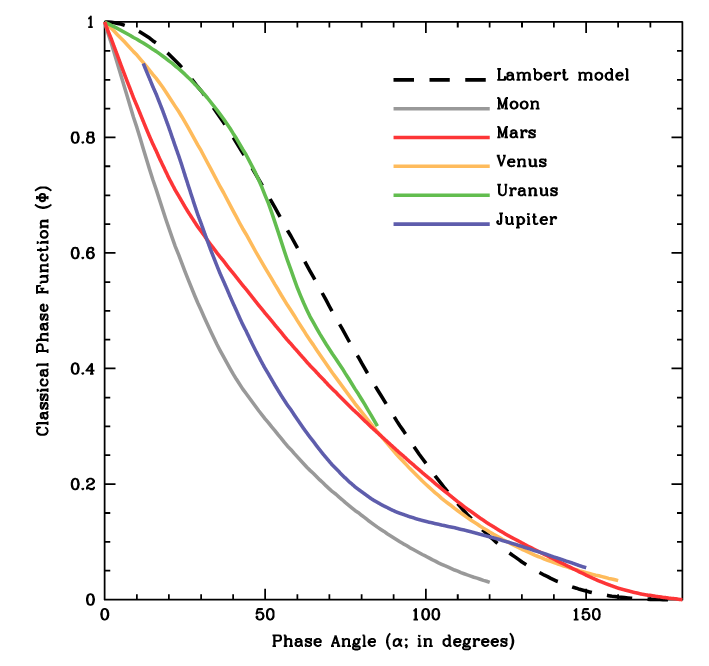 1
0.8
0.6
0.4
0.2
0
0
50
100
150
Classical Phase Function (Φ)
Phase Angle (α; in degrees)
Lambert model
Moon
Mars
Venus
Uranus
Jupiter